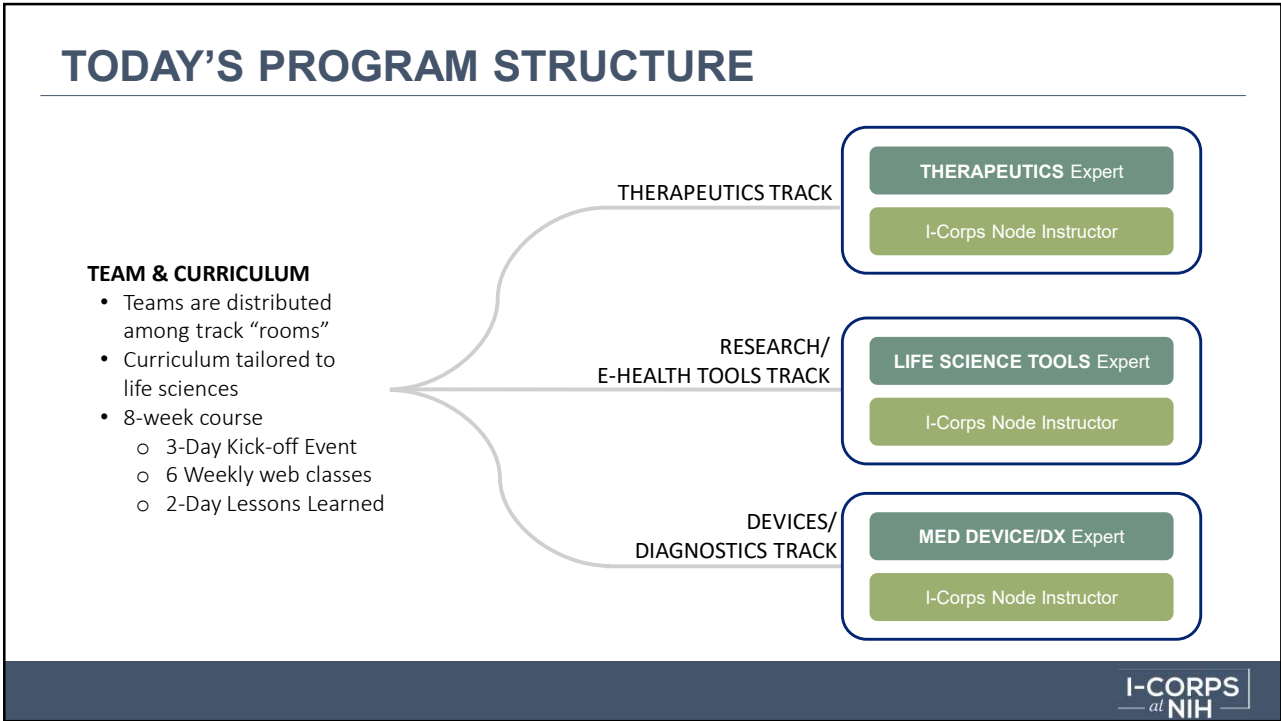 TODAY’S PROGRAM STRUCTURE
TEAM & CURRICULUM
• Teams are distributed
among track “rooms”
• Curriculum tailored to
life sciences
• 8-week course
o 3-Day Kick-off Event
o 6 Weekly web classes
o 2-Day Lessons Learned
THERAPEUTICS TRACK
THERAPEUTICS Expert
I-Corps Node Instructor
RESEARCH/
E-HEALTH TOOLS TRACK
LIFE SCIENCE TOOLS Expert
I-Corps Node Instructor
DEVICES/
DIAGNOSTICS TRACK
MED DEVICE/DX Expert
I-Corps Node Instructor
I-CORPS
at NIH